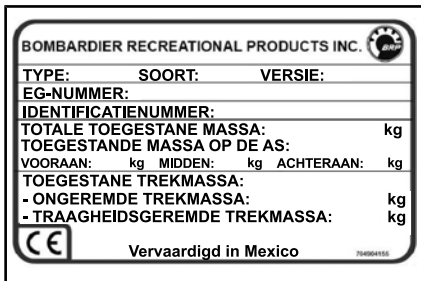 BOMBARDIER RECREATIONAL PRODUCTS INC. BRP
TYPE: SOORT: VERSIE:
EG-NUMMER:
IDENTIFICATIENUMMER:
TOTALE TOEGESTANE MASSA: kg
TOEGESTANDE MASSA OP DE AS:
VOORAAN: kg MIDDEN: kg ACHTERAAN: kg
TOEGESTANE TREKMASSA:
- ONGEREMDE TREKMASSA: kg
- TRAAGHEIDSGEREMDE TREKMASSA: kg
CE Vervaardigd in Mexico 704904155